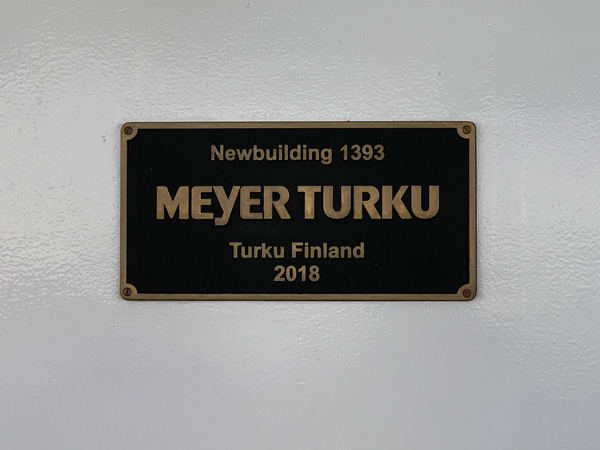 Newbuilding 1393
MEYER TURKU
Turku Finland
2018